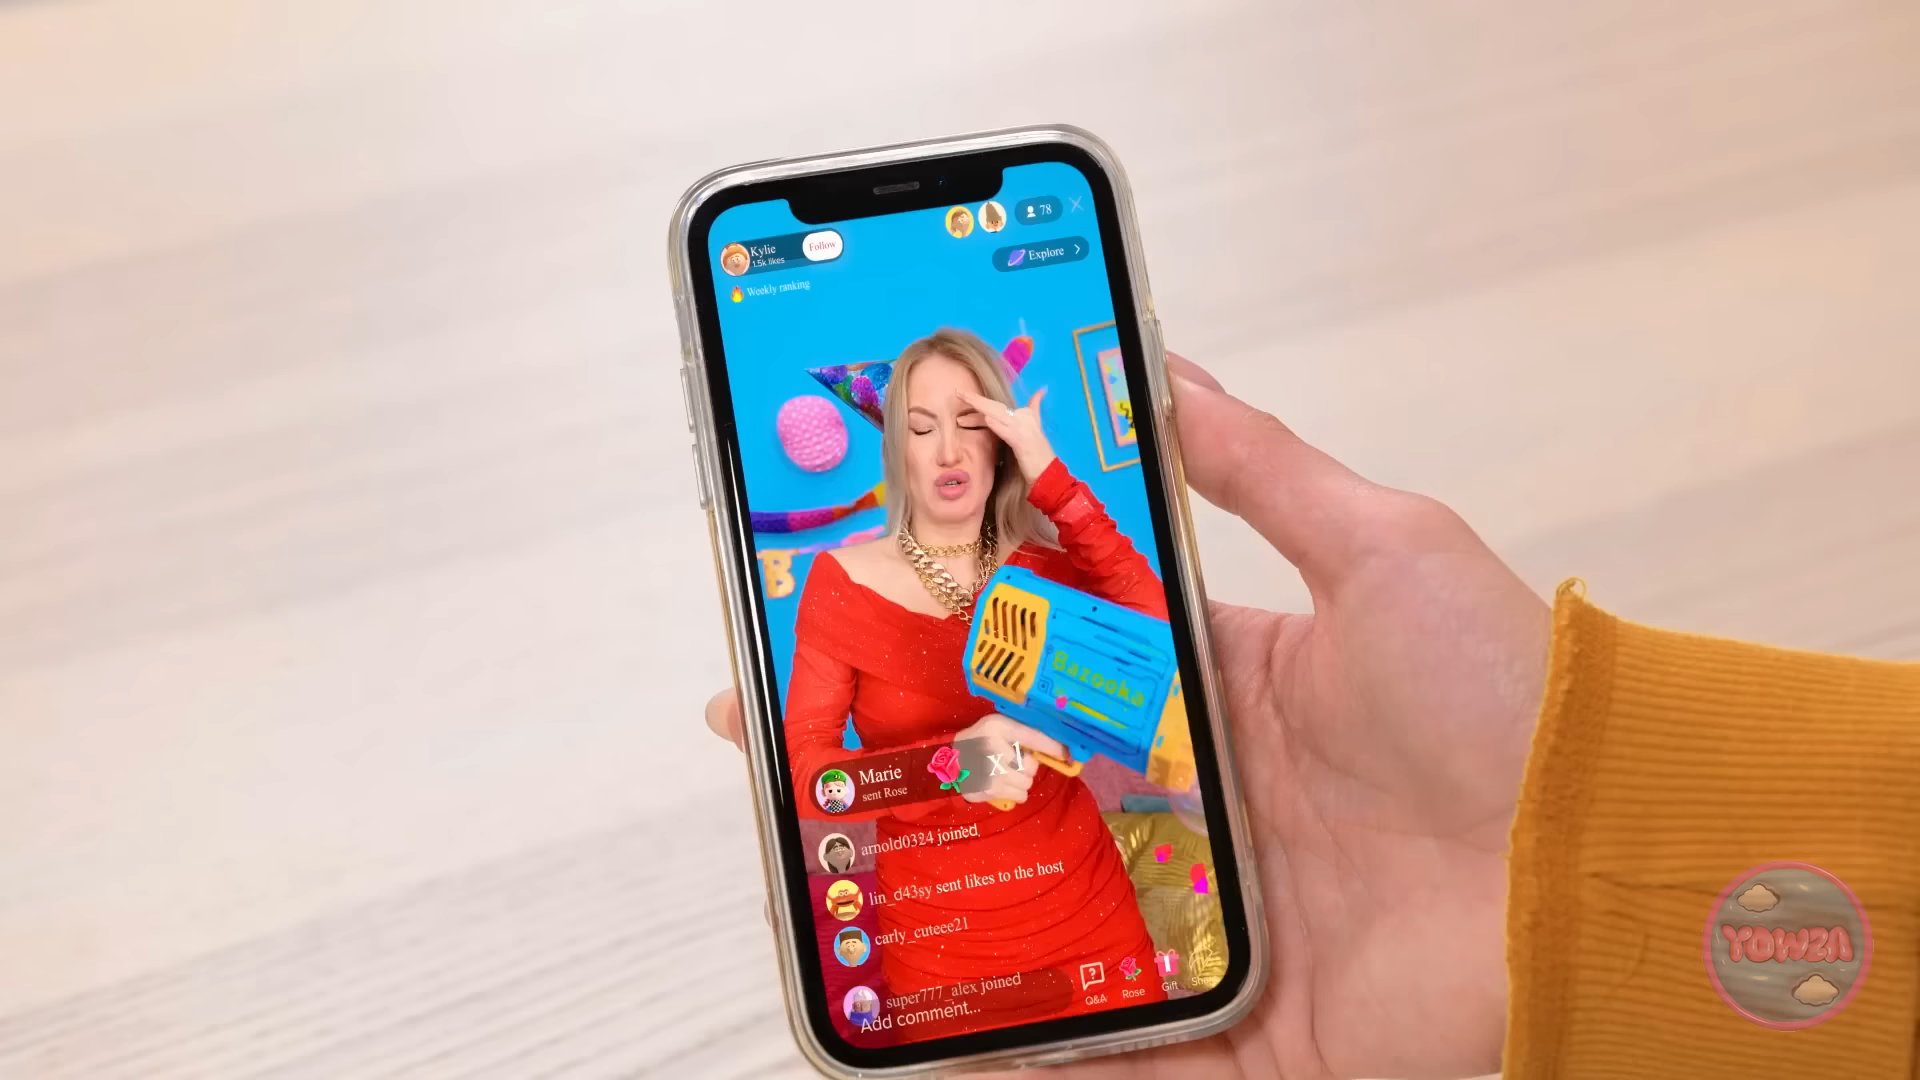 78
Kylie
Follow
1.5k likes
Explore
Weekly ranking
B
Bazooka
Marie
X 1
sent Rose
arnold0324 joined
lin_d43sy sent likes to the host
carly_cuteee21
super777_alex joined
Add comment...
Q&A
Rose
Gift
YOWZA